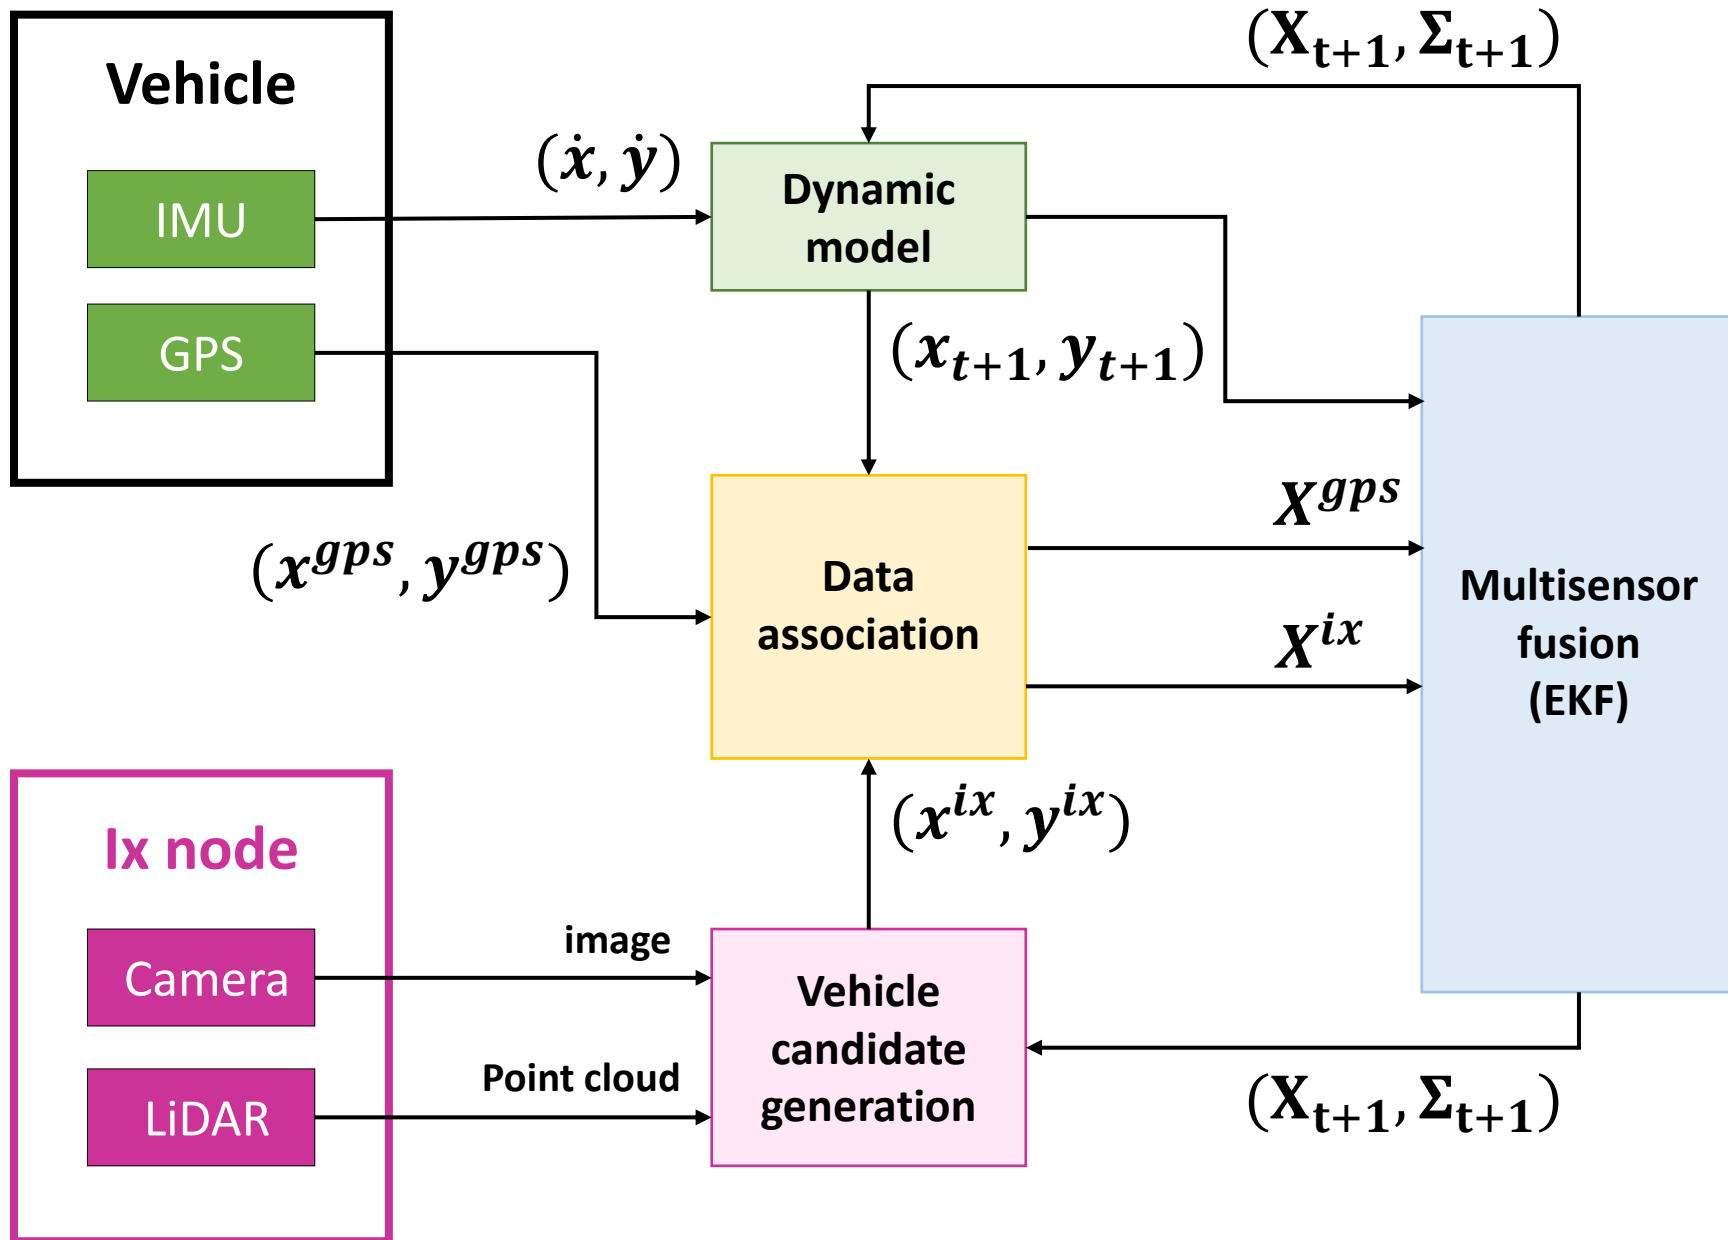 (X_{t+1}, Σ_{t+1})
Vehicle
(ẋ, ẏ)
IMU
Dynamic
model
GPS
(x_{t+1}, y_{t+1})
(x^{gps}, y^{gps})
X^{gps}
Data
association
X^{ix}
Multisensor
fusion
(EKF)
Ix node
(x^{ix}, y^{ix})
Camera
image
LiDAR
Point cloud
Vehicle
candidate
generation
(X_{t+1}, Σ_{t+1})